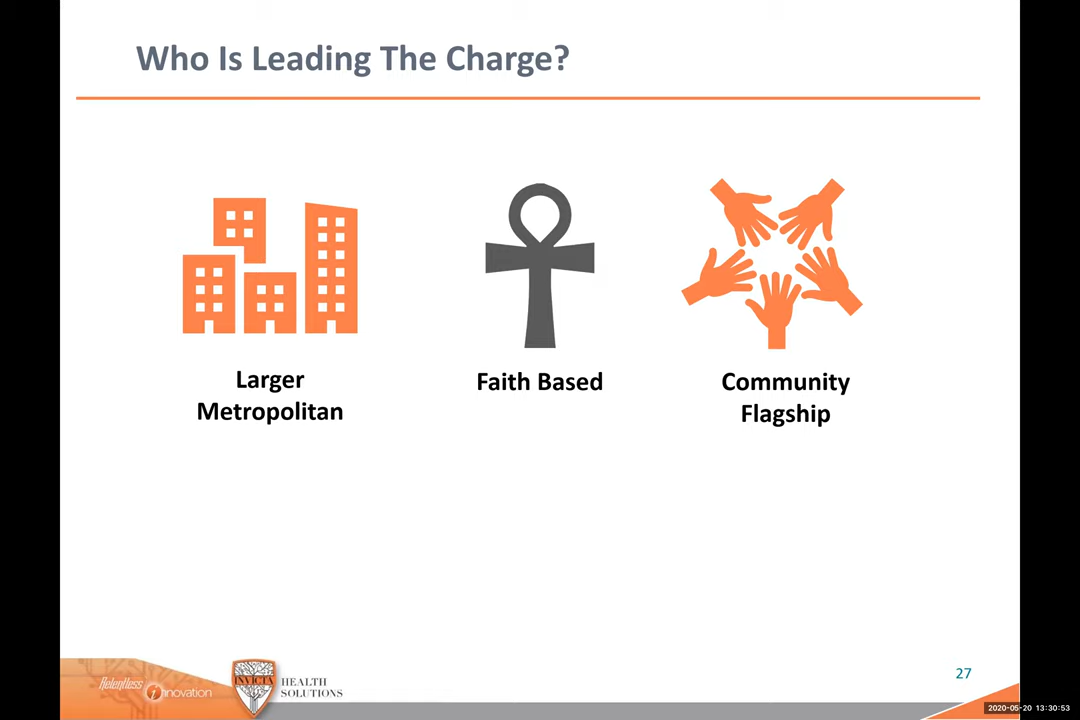 Who Is Leading The Charge?
Larger
Metropolitan
Faith Based
Community
Flagship
Relentless
innovation
INVICTA
HEALTH
SOLUTIONS
27
2020-05-20 13:30:53